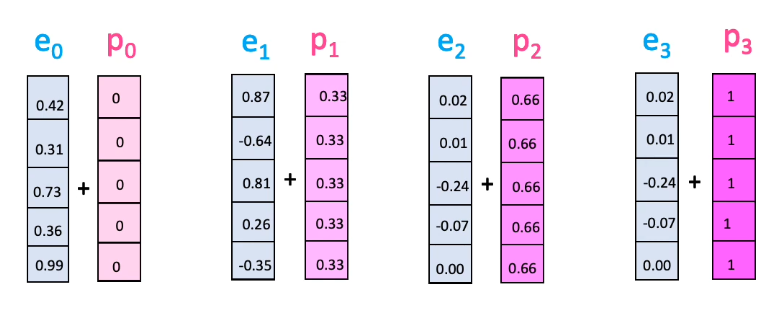 e0 p0 e1 p1 e2 p2 e3 p3
0.42 0 0.87 0.33 0.02 0.66 0.02 1
0.31 0 -0.64 0.33 0.01 0.66 0.01 1
0.73 + 0 0.81 + 0.33 -0.24 + 0.66 -0.24 + 1
0.36 0 0.26 0.33 -0.07 0.66 -0.07 1
0.99 0 -0.35 0.33 0.00 0.66 0.00 1